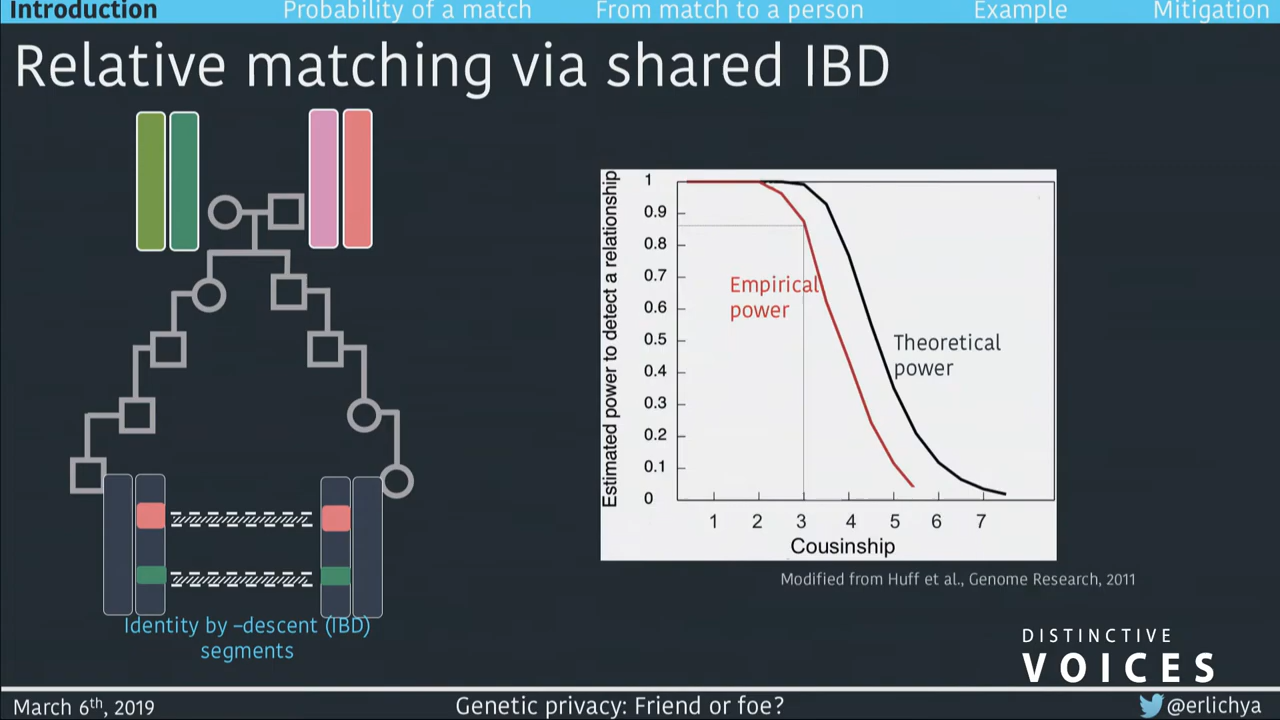 Introduction
Probability of a match
From match to a person
Example
Mitigation
Relative matching via shared IBD
Estimated power to detect a relationship
1
0.9
0.8
0.7
0.6
0.5
0.4
0.3
0.2
0.1
0
Empirical
power
Theoretical
power
1 2 3 4 5 6 7
Cousinship
Modified from Huff et al., Genome Research, 2011
Identity by –descent (IBD)
segments
DISTINCTIVE
VOICES
March 6th, 2019
Genetic privacy: Friend or foe?
@erlichya